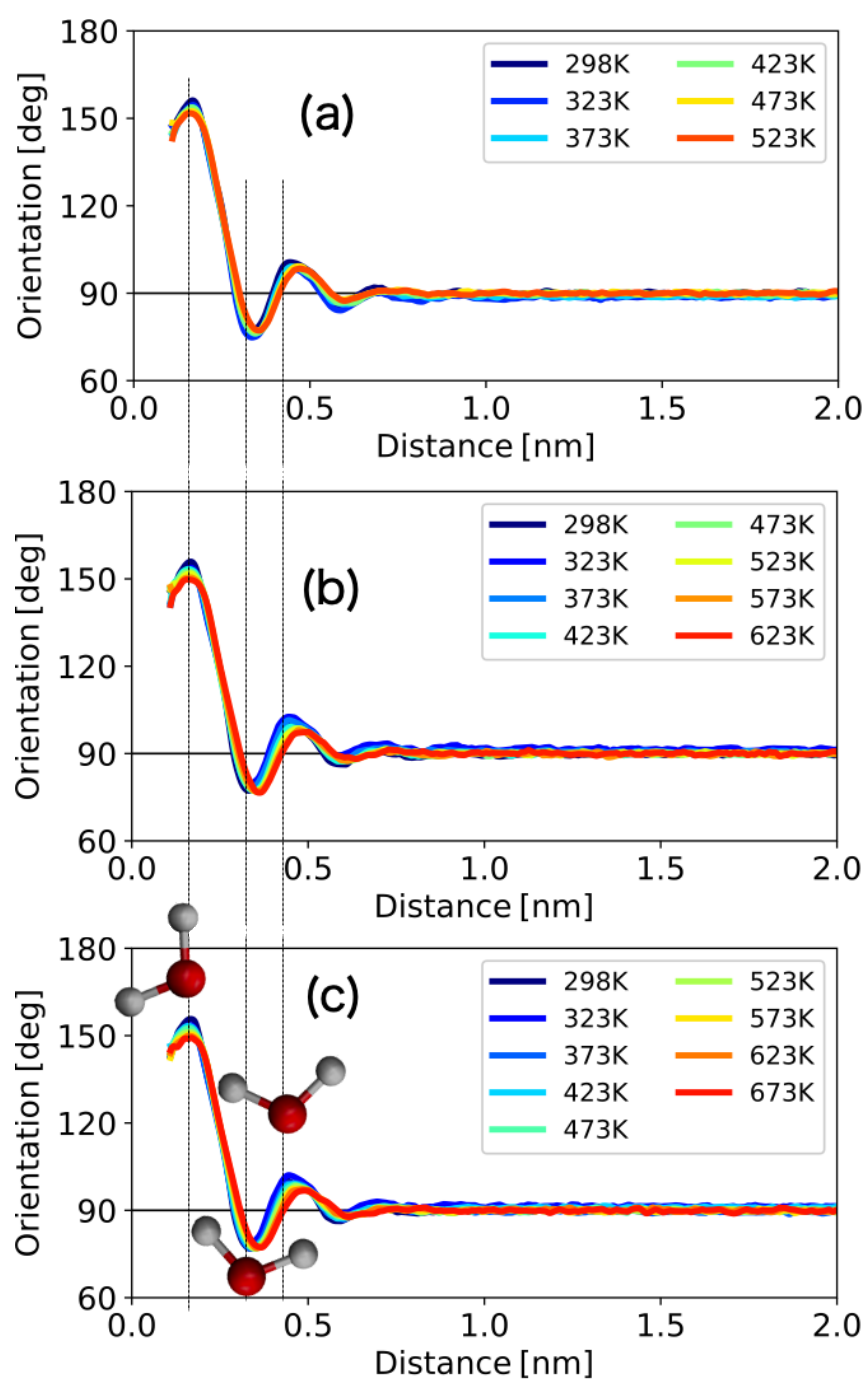 180
150
120
90
60
Orientation [deg]
(a)
298K 423K
323K 473K
373K 523K
0.0 0.5 1.0 1.5 2.0
Distance [nm]
180
150
120
90
60
Orientation [deg]
(b)
298K 473K
323K 523K
373K 573K
423K 623K
0.0 0.5 1.0 1.5 2.0
Distance [nm]
180
150
120
90
60
Orientation [deg]
(c)
298K 523K
323K 573K
373K 623K
423K 673K
473K
0.0 0.5 1.0 1.5 2.0
Distance [nm]